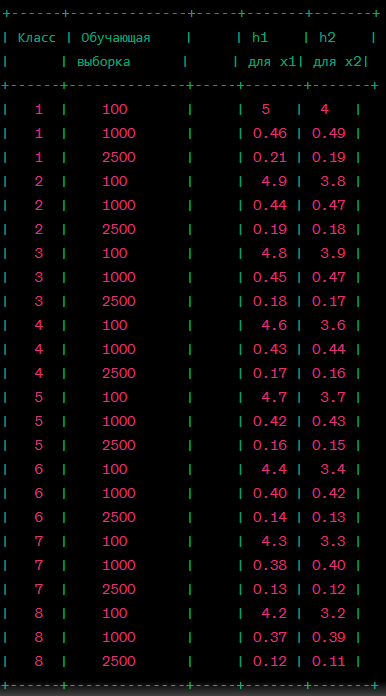 +------+---------------+-----+-------+--------+
| Класс | Обучающая | | h1 | h2 |
| | выборка | | для x1| для x2|
+------+---------------+-----+-------+--------+
| 1 | 100 | | 5 | 4 |
| 1 | 1000 | | 0.46 | 0.49 |
| 1 | 2500 | | 0.21 | 0.19 |
| 2 | 100 | | 4.9 | 3.8 |
| 2 | 1000 | | 0.44 | 0.47 |
| 2 | 2500 | | 0.19 | 0.18 |
| 3 | 100 | | 4.8 | 3.9 |
| 3 | 1000 | | 0.45 | 0.47 |
| 3 | 2500 | | 0.18 | 0.17 |
| 4 | 100 | | 4.6 | 3.6 |
| 4 | 1000 | | 0.43 | 0.44 |
| 4 | 2500 | | 0.17 | 0.16 |
| 5 | 100 | | 4.7 | 3.7 |
| 5 | 1000 | | 0.42 | 0.43 |
| 5 | 2500 | | 0.16 | 0.15 |
| 6 | 100 | | 4.4 | 3.4 |
| 6 | 1000 | | 0.40 | 0.42 |
| 6 | 2500 | | 0.14 | 0.13 |
| 7 | 100 | | 4.3 | 3.3 |
| 7 | 1000 | | 0.38 | 0.40 |
| 7 | 2500 | | 0.13 | 0.12 |
| 8 | 100 | | 4.2 | 3.2 |
| 8 | 1000 | | 0.37 | 0.39 |
| 8 | 2500 | | 0.12 | 0.11 |
+------+---------------+-----+-------+--------+